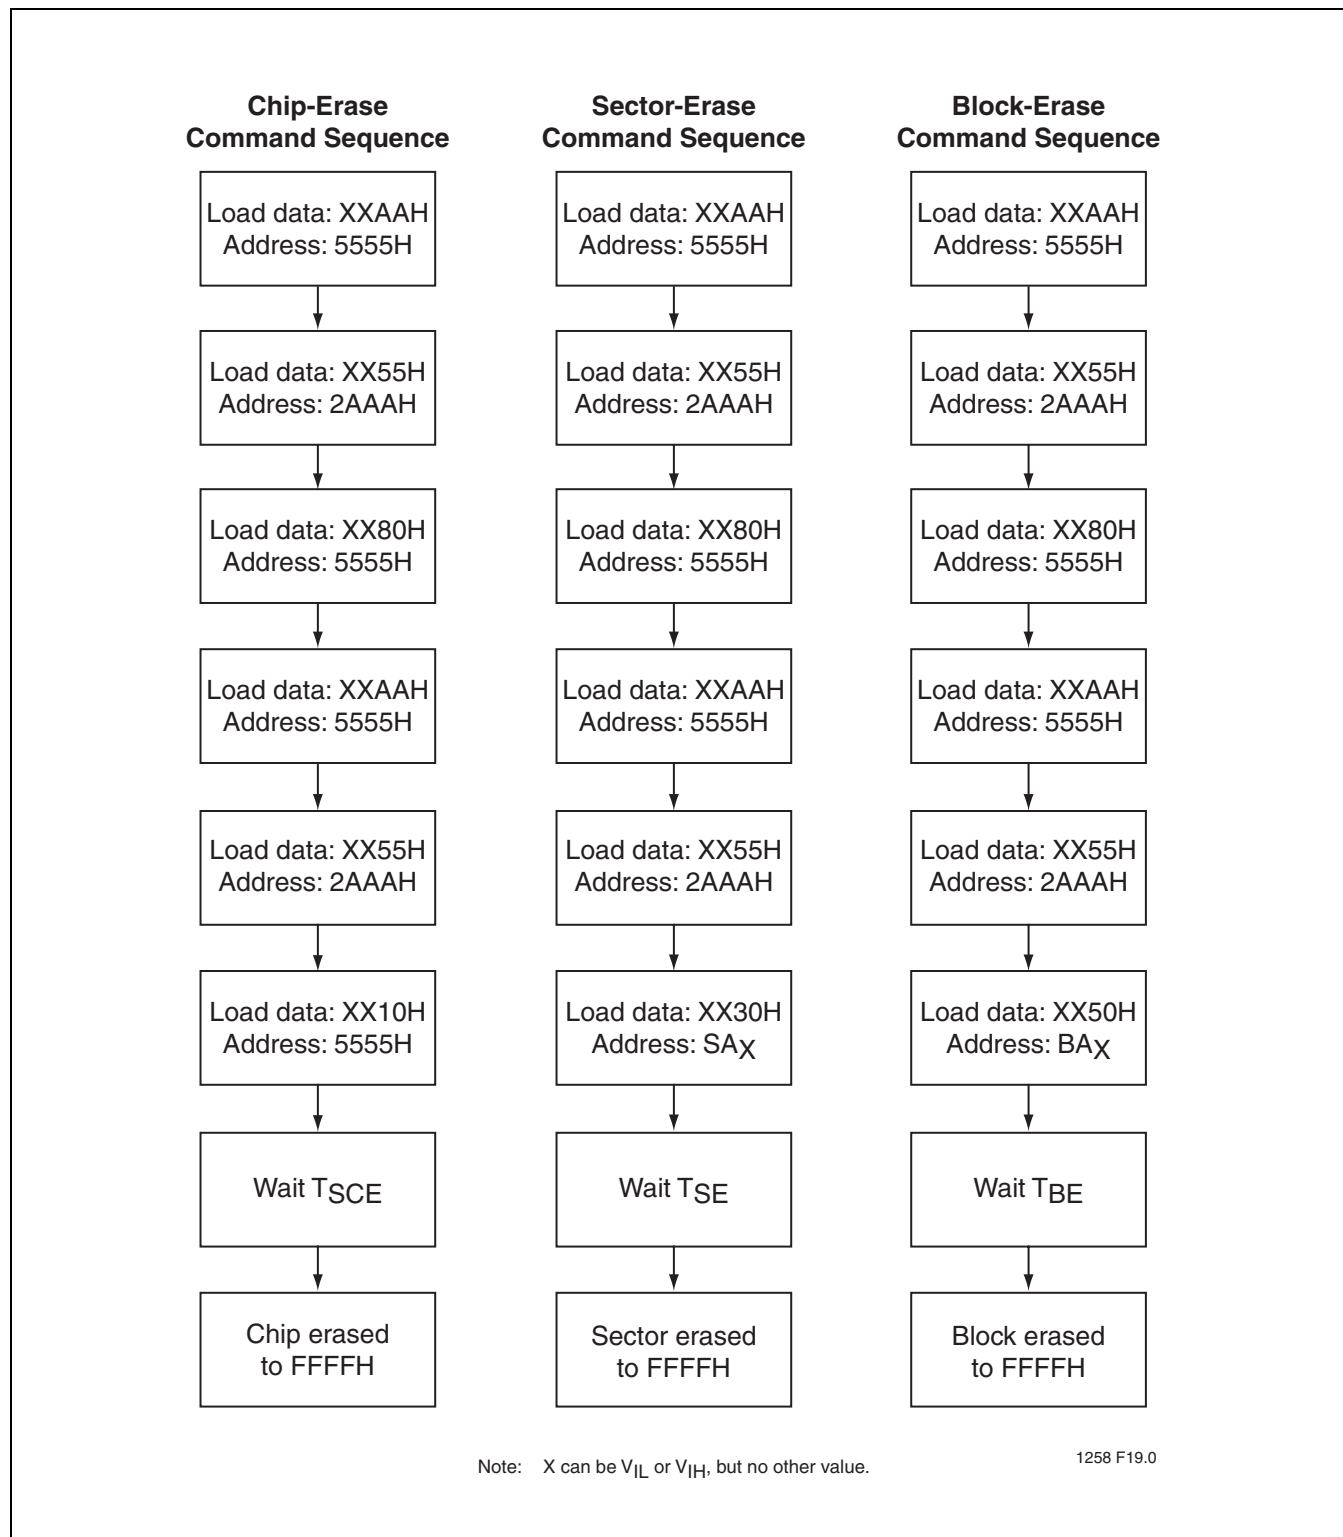 Chip-Erase
Command Sequence
Load data: XXAAH
Address: 5555H
Load data: XX55H
Address: 2AAAH
Load data: XX80H
Address: 5555H
Load data: XXAAH
Address: 5555H
Load data: XX55H
Address: 2AAAH
Load data: XX10H
Address: 5555H
Wait TSCE
Chip erased
to FFFFH
Sector-Erase
Command Sequence
Load data: XXAAH
Address: 5555H
Load data: XX55H
Address: 2AAAH
Load data: XX80H
Address: 5555H
Load data: XXAAH
Address: 5555H
Load data: XX55H
Address: 2AAAH
Load data: XX30H
Address: SAX
Wait TSE
Sector erased
to FFFFH
Block-Erase
Command Sequence
Load data: XXAAH
Address: 5555H
Load data: XX55H
Address: 2AAAH
Load data: XX80H
Address: 5555H
Load data: XXAAH
Address: 5555H
Load data: XX55H
Address: 2AAAH
Load data: XX50H
Address: BAX
Wait TBE
Block erased
to FFFFH
Note: X can be VIL or VIH, but no other value.
1258 F19.0